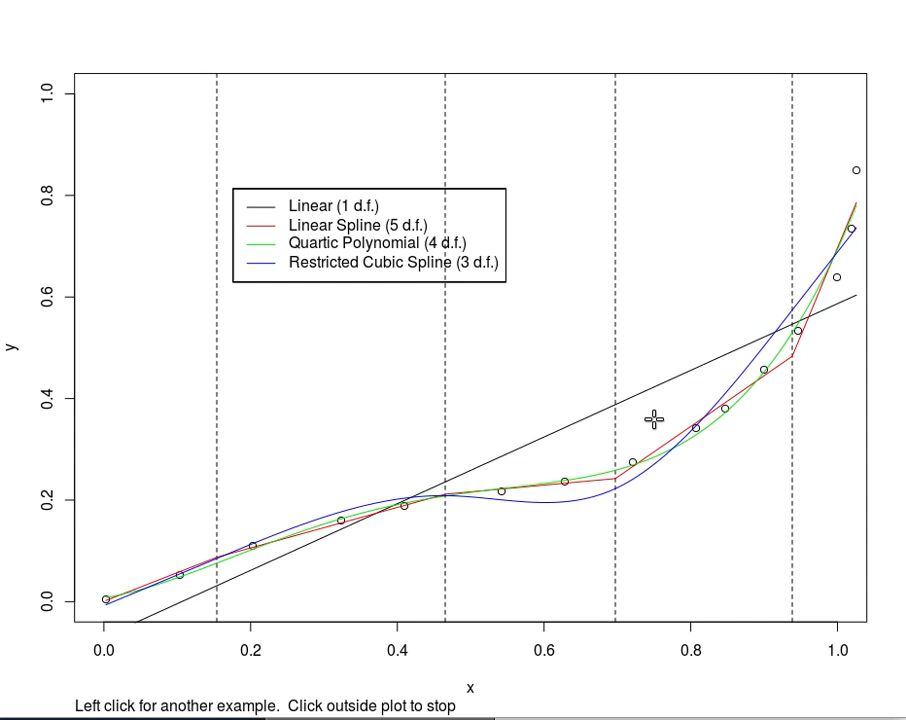 1.0
0.8
0.6
0.4
0.2
0.0
y
Linear (1 d.f.)
Linear Spline (5 d.f.)
Quartic Polynomial (4 d.f.)
Restricted Cubic Spline (3 d.f.)
0.0 0.2 0.4 0.6 0.8 1.0
x
Left click for another example.  Click outside plot to stop